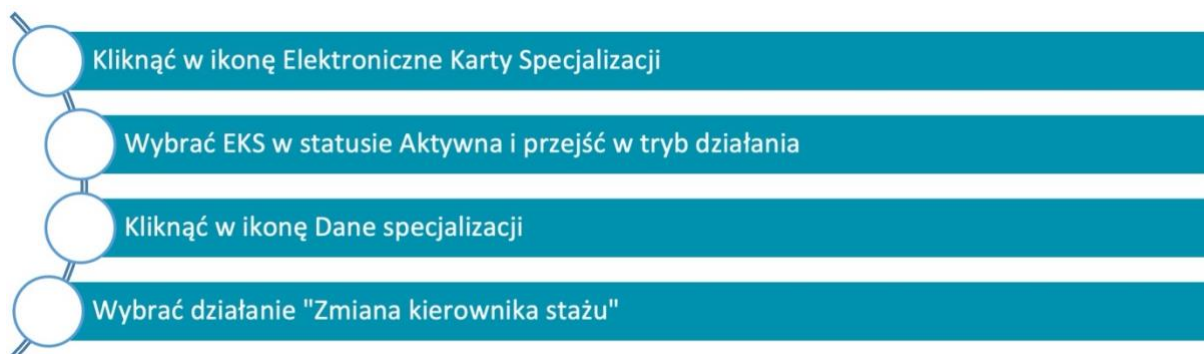 Kliknąć w ikonę Elektroniczne Karty Specjalizacji
Wybrać EKS w statusie Aktywna i przejść w tryb działania
Kliknąć w ikonę Dane specjalizacji
Wybrać działanie "Zmiana kierownika stażu"